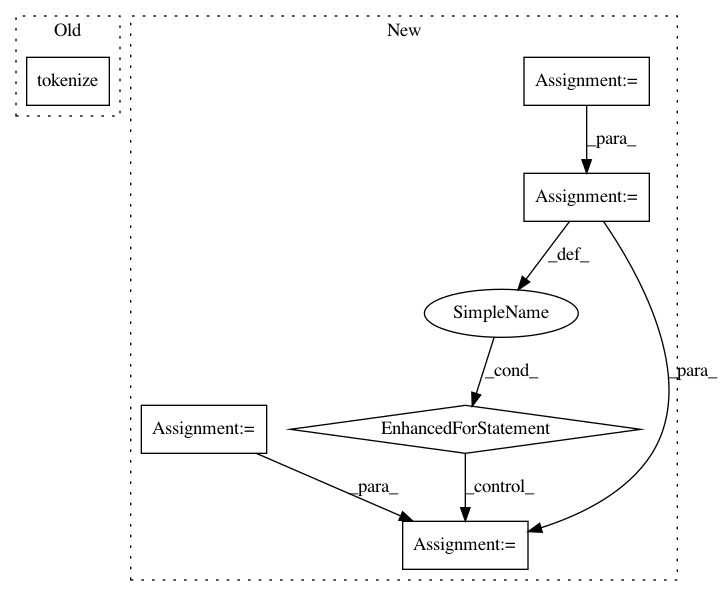 Old
New
tokenize
Assignment:=
_para_
Assignment:=
_def_
SimpleName
_cond_
_para_
Assignment:=
EnhancedForStatement
_para_
_control_
Assignment:=